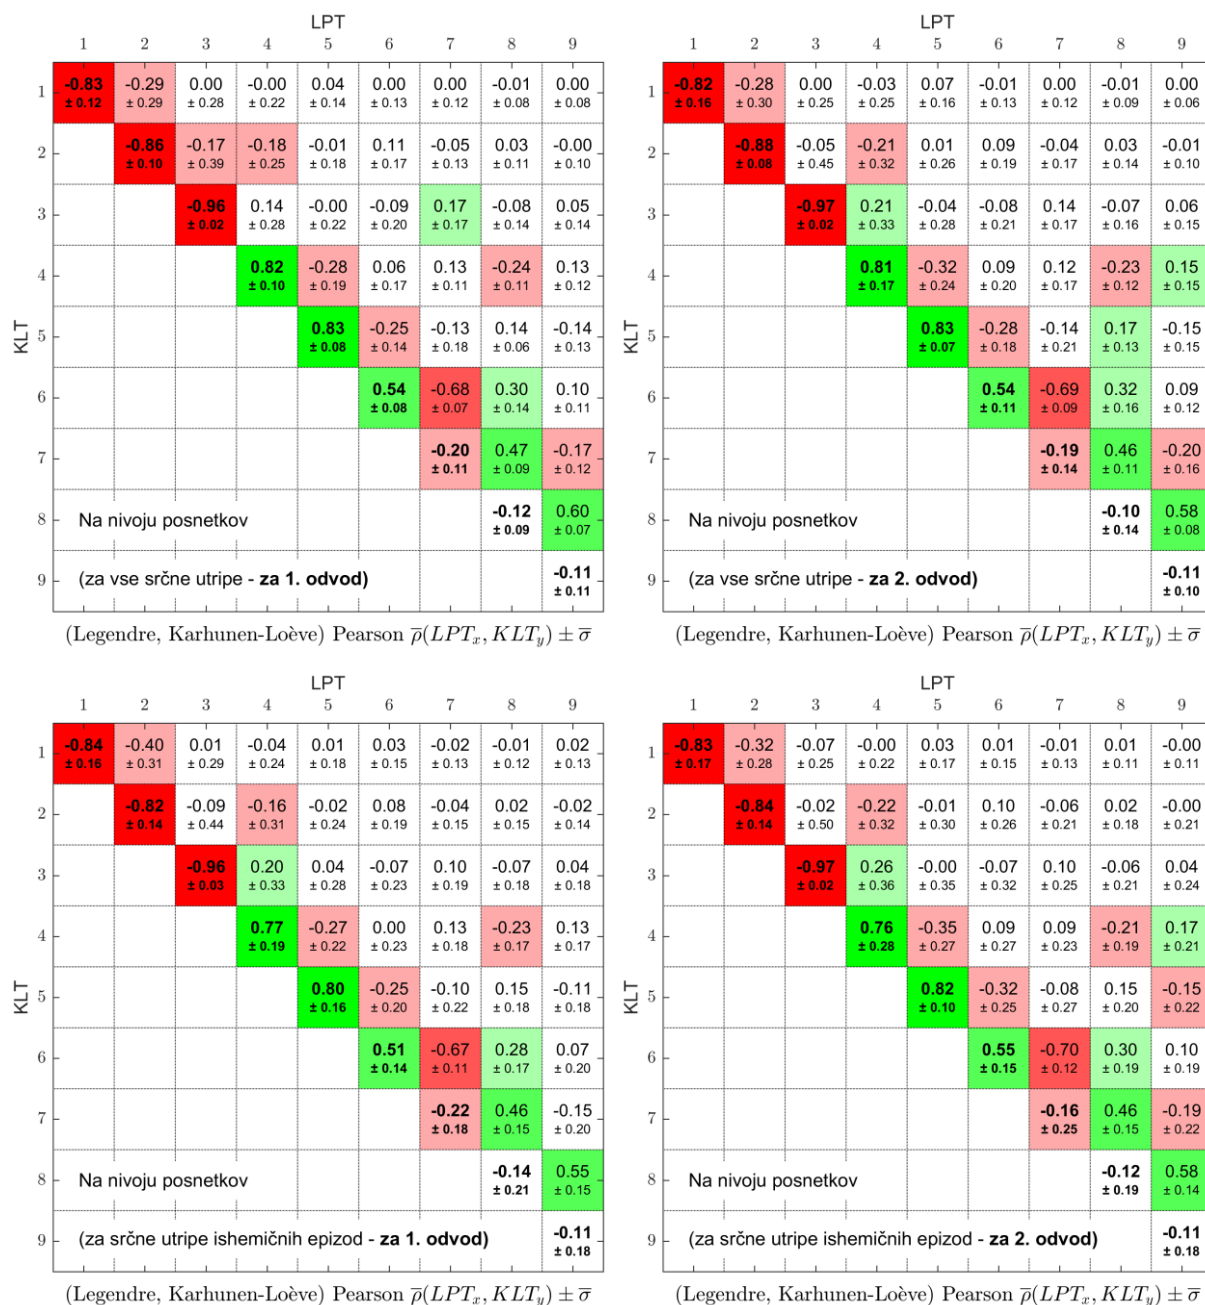 LPT
1 2 3 4 5 6 7 8 9
1 -0.83 -0.29 0.00 -0.00 0.04 0.00 0.00 -0.01 0.00
± 0.12 ± 0.29 ± 0.28 ± 0.22 ± 0.14 ± 0.13 ± 0.12 ± 0.08 ± 0.08
2 -0.86 -0.17 -0.18 -0.01 0.11 -0.05 0.03 -0.00
± 0.10 ± 0.39 ± 0.25 ± 0.18 ± 0.17 ± 0.13 ± 0.11 ± 0.10
3 -0.96 0.14 -0.00 -0.09 0.17 -0.08 0.05
± 0.02 ± 0.28 ± 0.22 ± 0.20 ± 0.17 ± 0.14 ± 0.14
4 0.82 -0.28 0.06 0.13 -0.24 0.13
± 0.10 ± 0.19 ± 0.17 ± 0.11 ± 0.11 ± 0.12
KLT
5 0.83 -0.25 -0.13 0.14 -0.14
± 0.08 ± 0.14 ± 0.18 ± 0.06 ± 0.13
6 0.54 -0.68 0.30 0.10
± 0.08 ± 0.07 ± 0.14 ± 0.11
7 -0.20 0.47 -0.17
± 0.11 ± 0.09 ± 0.12
8 Na nivoju posnetkov -0.12 0.60
± 0.09 ± 0.07
9 (za vse srčne utripe - za 1. odvod) -0.11
± 0.11
(Legendre, Karhunen-Loève) Pearson ρ̅(LPTₓ, KLTᵧ) ± σ̅
LPT
1 2 3 4 5 6 7 8 9
1 -0.82 -0.28 0.00 -0.03 0.07 -0.01 0.00 -0.01 0.00
± 0.16 ± 0.30 ± 0.25 ± 0.25 ± 0.16 ± 0.13 ± 0.12 ± 0.09 ± 0.06
2 -0.88 -0.05 -0.21 0.01 0.09 -0.04 0.03 -0.01
± 0.08 ± 0.45 ± 0.32 ± 0.26 ± 0.19 ± 0.17 ± 0.14 ± 0.10
3 -0.97 0.21 -0.04 -0.08 0.14 -0.07 0.06
± 0.02 ± 0.33 ± 0.28 ± 0.21 ± 0.17 ± 0.16 ± 0.15
4 0.81 -0.32 0.09 0.12 -0.23 0.15
± 0.17 ± 0.24 ± 0.20 ± 0.17 ± 0.12 ± 0.15
KLT
5 0.83 -0.28 -0.14 0.17 -0.15
± 0.07 ± 0.18 ± 0.21 ± 0.13 ± 0.15
6 0.54 -0.69 0.32 0.09
± 0.11 ± 0.09 ± 0.16 ± 0.12
7 -0.19 0.46 -0.20
± 0.14 ± 0.11 ± 0.16
8 Na nivoju posnetkov -0.10 0.58
± 0.14 ± 0.08
9 (za vse srčne utripe - za 2. odvod) -0.11
± 0.10
(Legendre, Karhunen-Loève) Pearson ρ̅(LPTₓ, KLTᵧ) ± σ̅
LPT
1 2 3 4 5 6 7 8 9
1 -0.84 -0.40 0.01 -0.04 0.01 0.03 -0.02 -0.01 0.02
± 0.16 ± 0.31 ± 0.29 ± 0.24 ± 0.18 ± 0.15 ± 0.13 ± 0.12 ± 0.13
2 -0.82 -0.09 -0.16 -0.02 0.08 -0.04 0.02 -0.02
± 0.14 ± 0.44 ± 0.31 ± 0.24 ± 0.19 ± 0.15 ± 0.15 ± 0.14
3 -0.96 0.20 0.04 -0.07 0.10 -0.07 0.04
± 0.03 ± 0.33 ± 0.28 ± 0.23 ± 0.19 ± 0.18 ± 0.18
4 0.77 -0.27 0.00 0.13 -0.23 0.13
± 0.19 ± 0.22 ± 0.23 ± 0.18 ± 0.17 ± 0.17
KLT
5 0.80 -0.25 -0.10 0.15 -0.11
± 0.16 ± 0.20 ± 0.22 ± 0.18 ± 0.18
6 0.51 -0.67 0.28 0.07
± 0.14 ± 0.11 ± 0.17 ± 0.20
7 -0.22 0.46 -0.15
± 0.18 ± 0.15 ± 0.20
8 Na nivoju posnetkov -0.14 0.55
± 0.21 ± 0.15
9 (za srčne utripe ishemičnih epizod - za 1. odvod) -0.11
± 0.18
(Legendre, Karhunen-Loève) Pearson ρ̅(LPTₓ, KLTᵧ) ± σ̅
LPT
1 2 3 4 5 6 7 8 9
1 -0.83 -0.32 -0.07 -0.00 0.03 0.01 -0.01 0.01 -0.00
± 0.17 ± 0.28 ± 0.25 ± 0.22 ± 0.17 ± 0.15 ± 0.13 ± 0.11 ± 0.11
2 -0.84 -0.02 -0.22 -0.01 0.10 -0.06 0.02 -0.00
± 0.14 ± 0.50 ± 0.32 ± 0.30 ± 0.26 ± 0.21 ± 0.18 ± 0.21
3 -0.97 0.26 -0.00 -0.07 0.10 -0.06 0.04
± 0.02 ± 0.36 ± 0.35 ± 0.32 ± 0.25 ± 0.21 ± 0.24
4 0.76 -0.35 0.09 0.09 -0.21 0.17
± 0.28 ± 0.27 ± 0.27 ± 0.23 ± 0.19 ± 0.21
KLT
5 0.82 -0.32 -0.08 0.15 -0.15
± 0.10 ± 0.25 ± 0.27 ± 0.20 ± 0.22
6 0.55 -0.70 0.30 0.10
± 0.15 ± 0.12 ± 0.19 ± 0.19
7 -0.16 0.46 -0.19
± 0.25 ± 0.15 ± 0.22
8 Na nivoju posnetkov -0.12 0.58
± 0.19 ± 0.14
9 (za srčne utripe ishemičnih epizod - za 2. odvod) -0.11
± 0.18
(Legendre, Karhunen-Loève) Pearson ρ̅(LPTₓ, KLTᵧ) ± σ̅